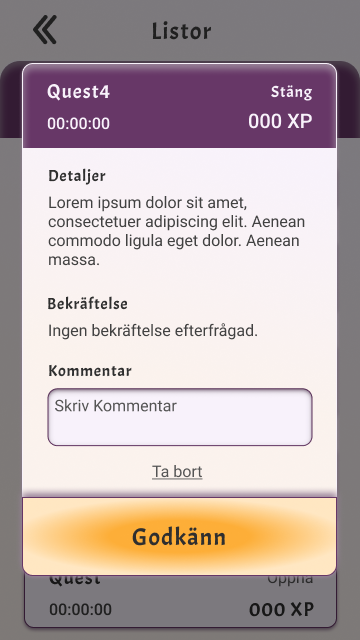 Listor
Quest4
Stäng
00:00:00
000 XP
Detaljer
Lorem ipsum dolor sit amet,
consectetuer adipiscing elit. Aenean
commodo ligula eget dolor. Aenean
massa.
Bekräftelse
Ingen bekräftelse efterfrågad.
Kommentar
Skriv Kommentar
Ta bort
Godkänn
Quest
Öppna
00:00:00
000 XP